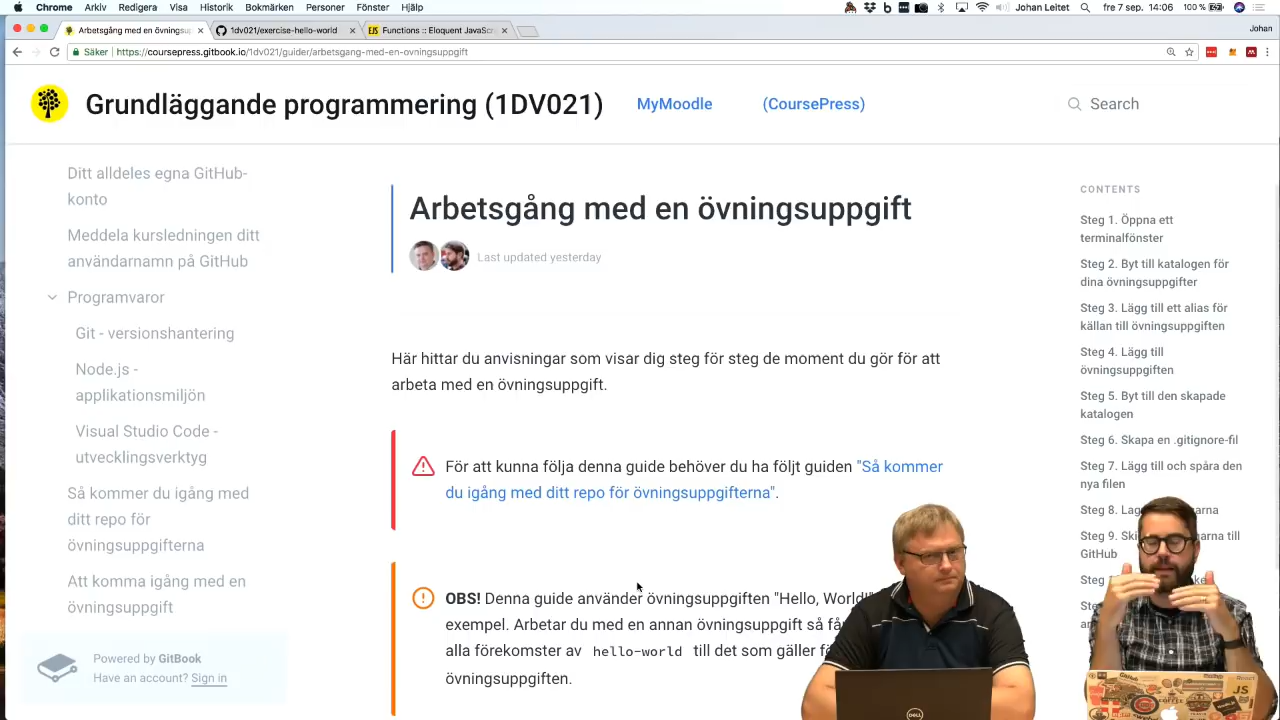 Chrome Arkiv Redigera Visa Historik Bokmärken Personer Fönster Hjälp
100 % Johan Leitet fre 7 sep. 14:06
Arbetsgång med en övningsup
1dv021/exercise-hello-world
Functions :: Eloquent JavaSc
Johan
Säker https://coursepress.gitbook.io/1dv021/guider/arbetsgang-med-en-ovningsuppgift
Grundläggande programmering (1DV021)
MyMoodle
(CoursePress)
Search
Ditt alldeles egna GitHub-
konto
Meddela kursledningen ditt
användarnamn på GitHub
Programvaror
Git - versionshantering
Node.js -
applikationsmiljön
Visual Studio Code -
utvecklingsverktyg
Så kommer du igång med
ditt repo för
övningsuppgifterna
Att komma igång med en
övningsuppgift
Powered by GitBook
Have an account? Sign in
Arbetsgång med en övningsuppgift
Last updated yesterday
Här hittar du anvisningar som visar dig steg för steg de moment du gör för att
arbeta med en övningsuppgift.
För att kunna följa denna guide behöver du ha följt guiden "Så kommer
du igång med ditt repo för övningsuppgifterna".
OBS! Denna guide använder övningsuppgiften "Hello, World!"
exempel. Arbetar du med en annan övningsuppgift så
alla förekomster av hello-world till det som gäller
övningsuppgiften.
CONTENTS
Steg 1. Öppna ett
terminalfönster
Steg 2. Byt till katalogen för
dina övningsuppgifter
Steg 3. Lägg till ett alias för
källan till övningsuppgiften
Steg 4. Lägg till
övningsuppgiften
Steg 5. Byt till den skapade
katalogen
Steg 6. Skapa en .gitignore-fil
Steg 7. Lägg till och spåra den
nya filen
Steg 8.
Steg 9. till
GitHub
Steg
DELL
JS